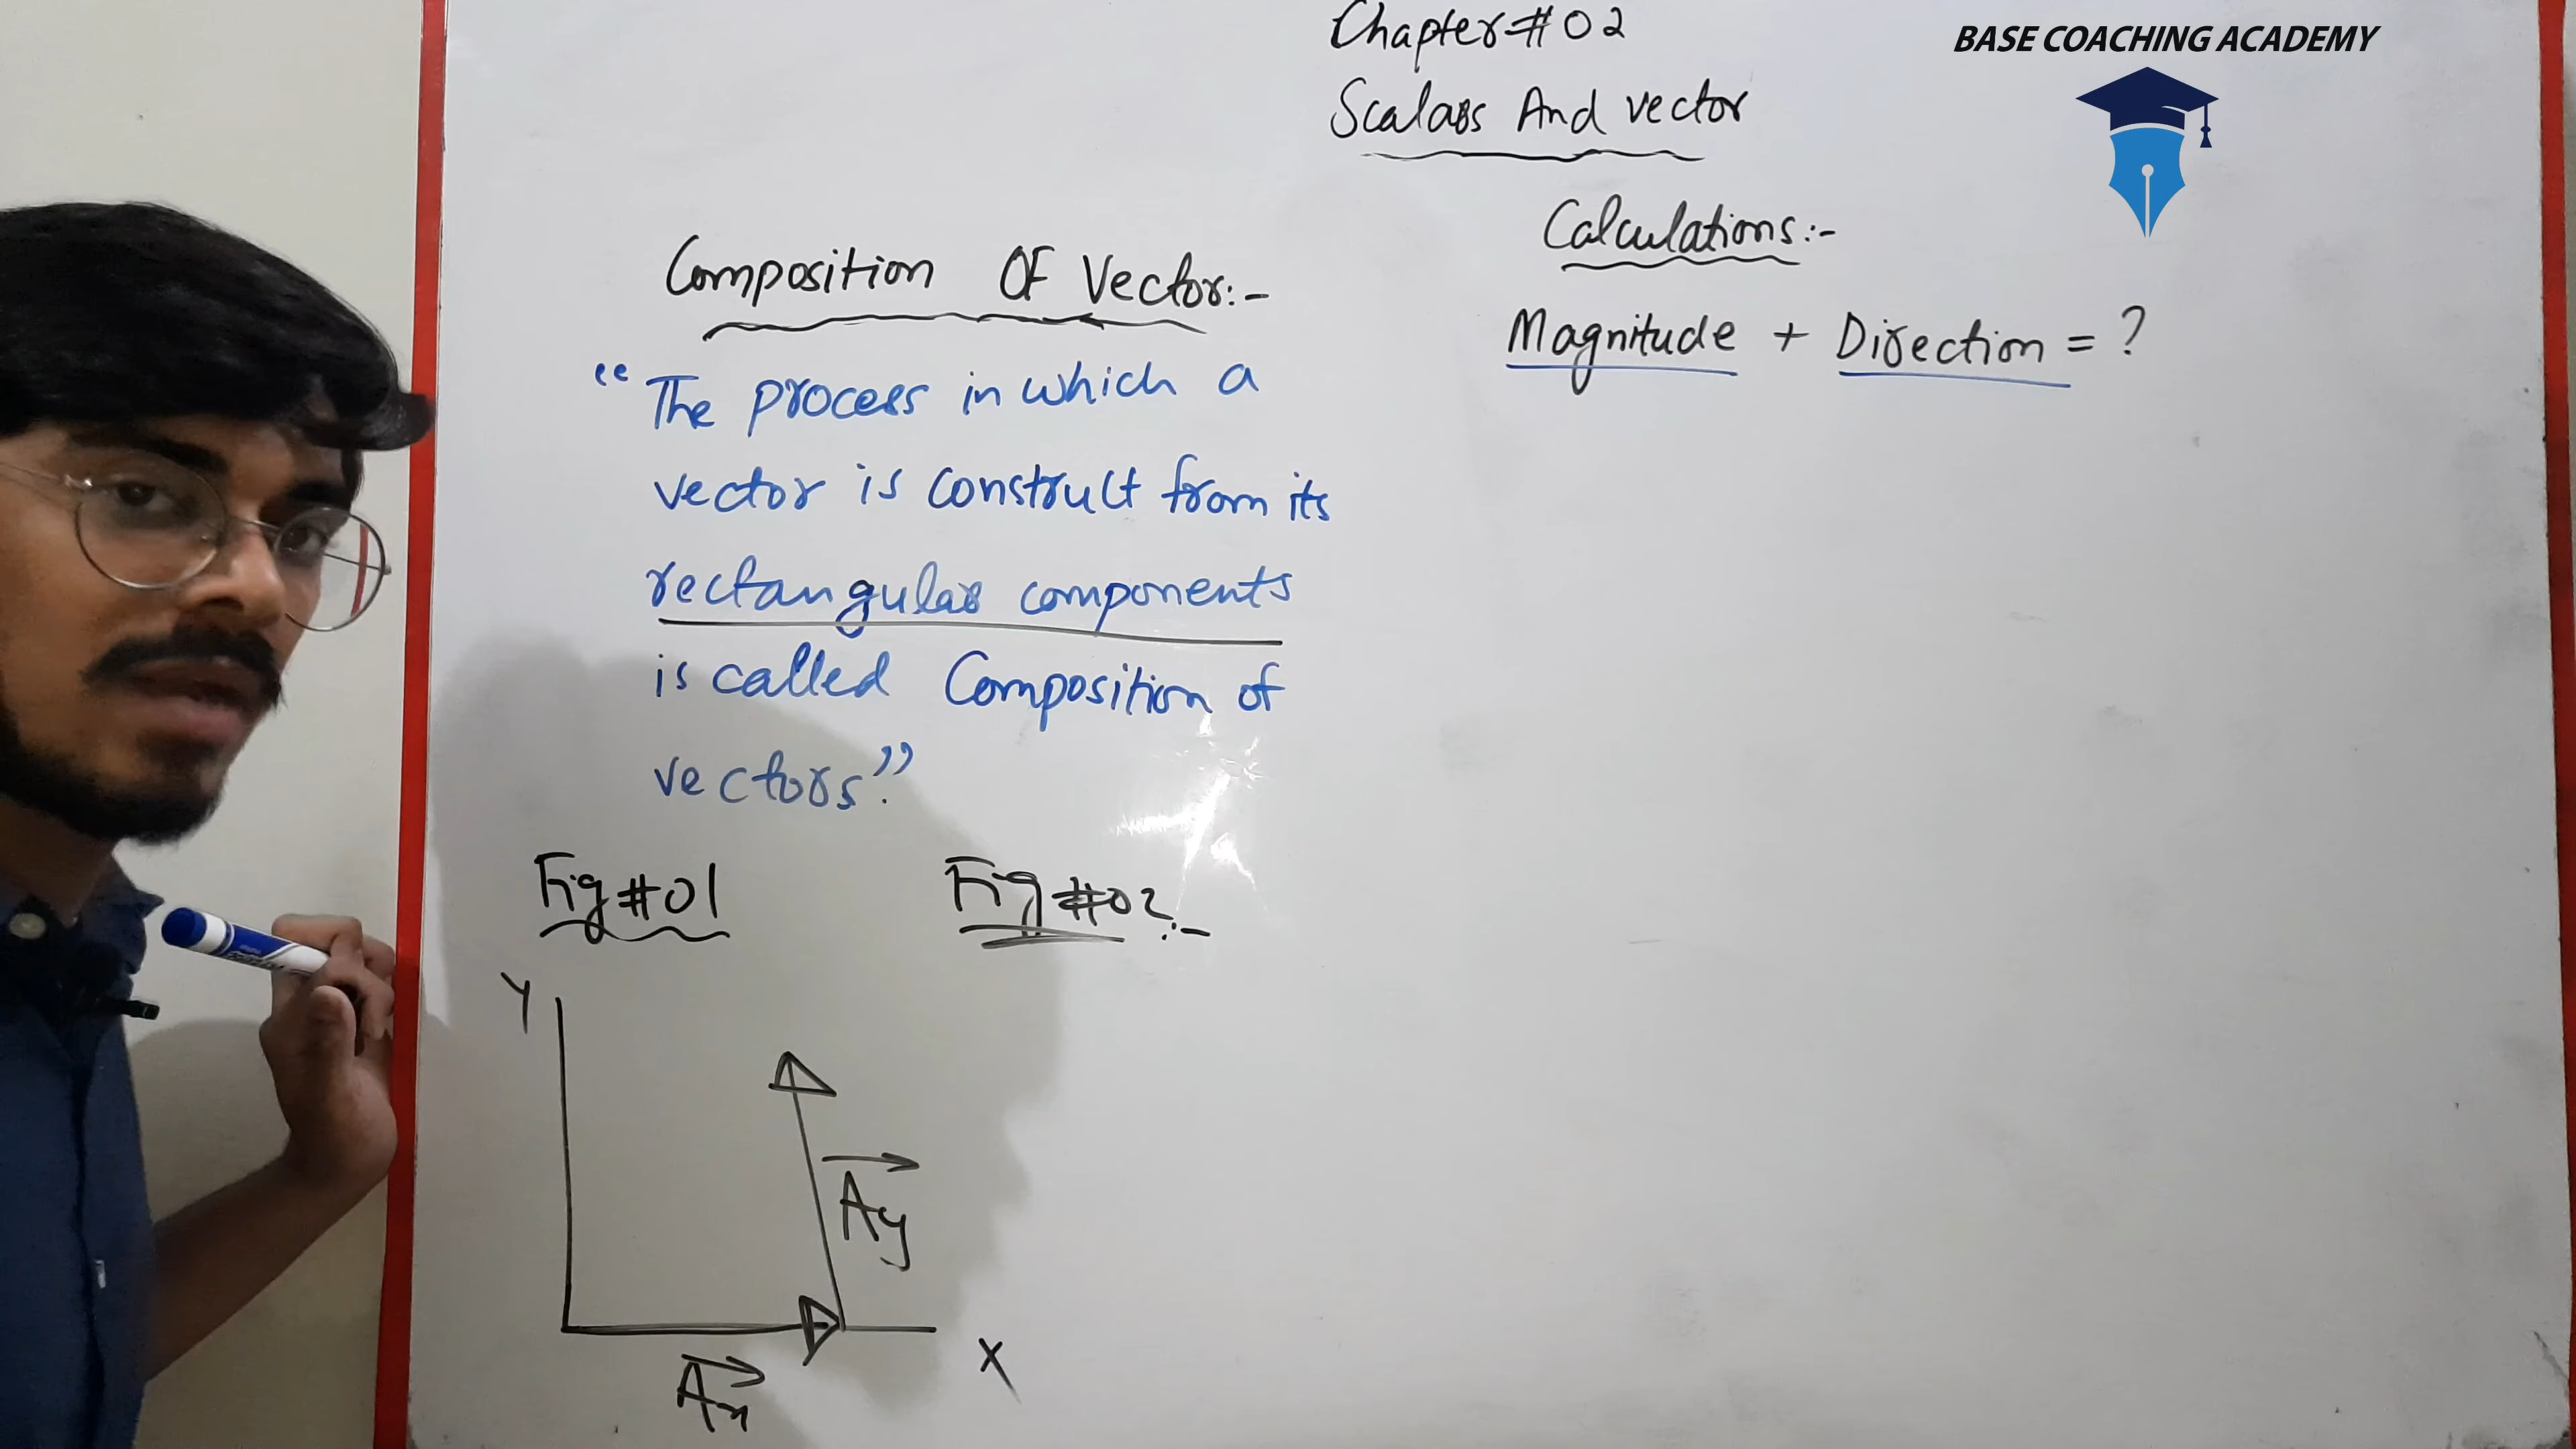 Chapter # 02
Scalars And vector
BASE COACHING ACADEMY
Composition OF Vector:-
"The process in which a
vector is construct from its
rectangular components
is called Composition of
vectors".
Calculations:-
Magnitude + Direction = ?
Fig #01
Fig #02:-
Y
Ay
X
Ax